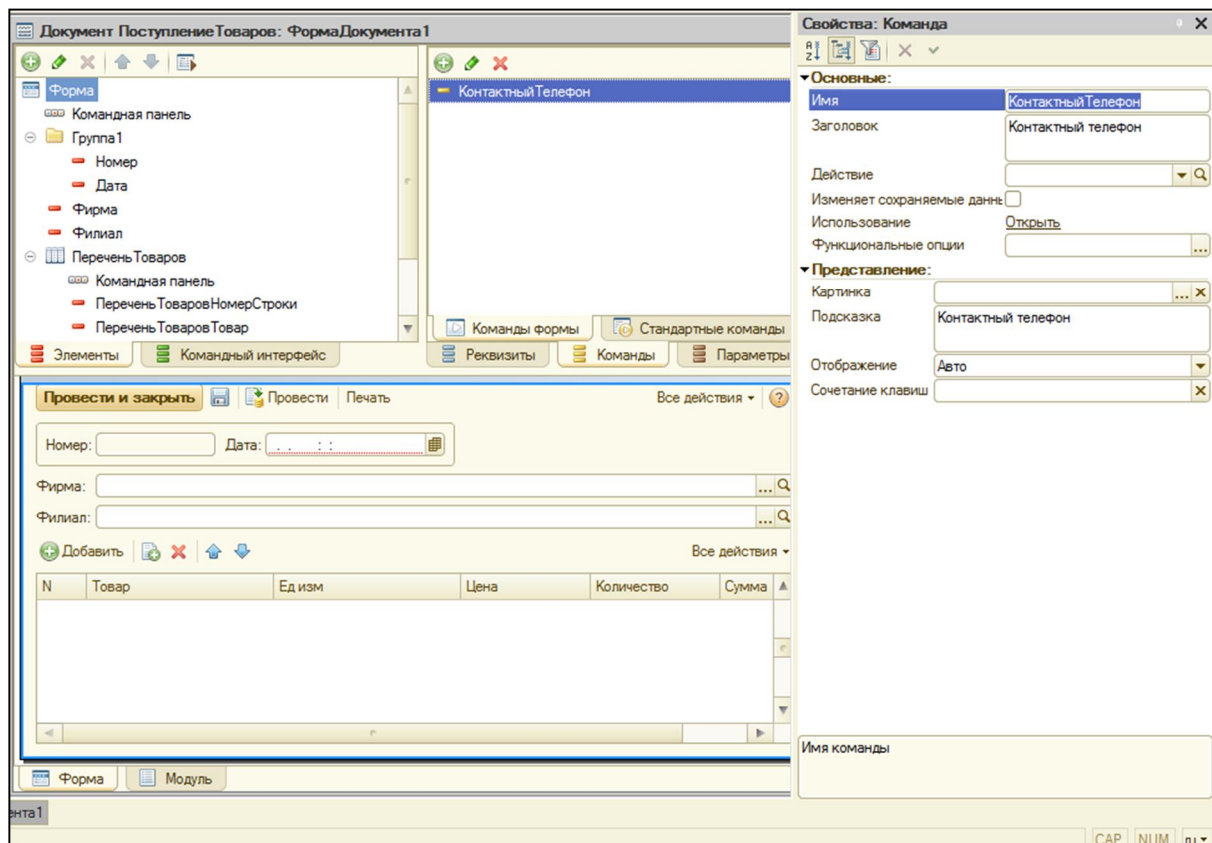 Документ ПоступлениеТоваров: ФормаДокумента1
Форма
Командная панель
Группа1
Номер
Дата
Фирма
Филиал
ПереченьТоваров
Командная панель
ПереченьТоваровНомерСтроки
ПереченьТоваровТовар
Элементы
Командный интерфейс
КонтактныйТелефон
Команды формы
Стандартные команды
Реквизиты
Команды
Параметры
Провести и закрыть
Провести
Печать
Все действия
Номер:
Дата: . . : :
Фирма:
Филиал:
Добавить
Все действия
N Товар Ед изм Цена Количество Сумма
Форма
Модуль
ента1
Свойства: Команда
Основные:
Имя КонтактныйТелефон
Заголовок Контактный телефон
Действие
Изменяет сохраняемые даннь
Использование Открыть
Функциональные опции
Представление:
Картинка
Подсказка Контактный телефон
Отображение Авто
Сочетание клавиш
Имя команды
CAP NUM